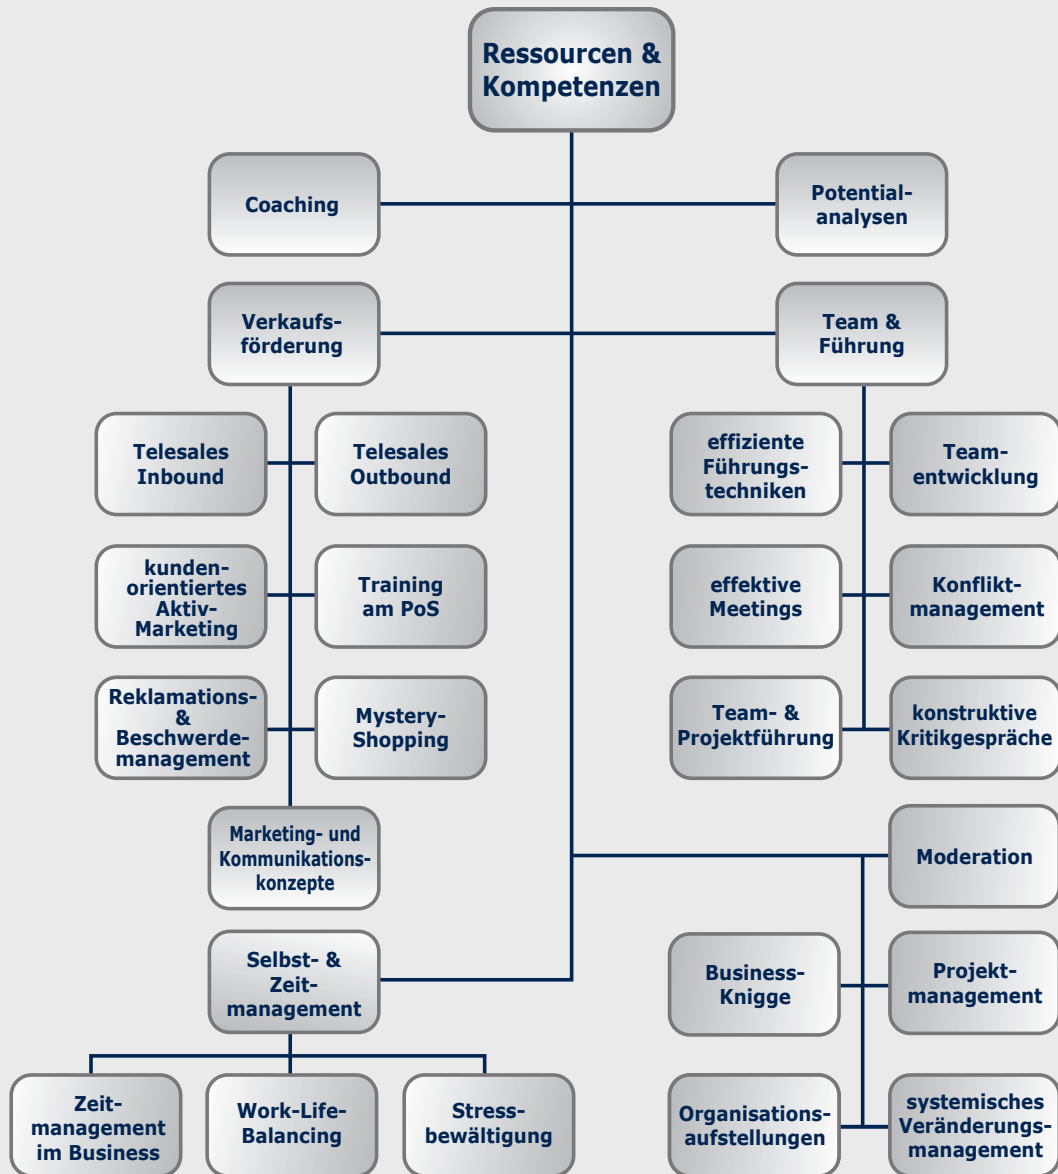 Ressourcen &
Kompetenzen
Coaching
Potential-
analysen
Verkaufs-
förderung
Team &
Führung
Telesales
Inbound
Telesales
Outbound
effiziente
Führungs-
techniken
Team-
entwicklung
kunden-
orientiertes
Aktiv-
Marketing
Training
am PoS
effektive
Meetings
Konflikt-
management
Reklamations-
&
Beschwerde-
management
Mystery-
Shopping
Team- &
Projektführung
konstruktive
Kritikgespräche
Marketing- und
Kommunikations-
konzepte
Moderation
Selbst- &
Zeit-
management
Business-
Knigge
Projekt-
management
Zeit-
management
im Business
Work-Life-
Balancing
Stress-
bewältigung
Organisations-
aufstellungen
systemisches
Veränderungs-
management